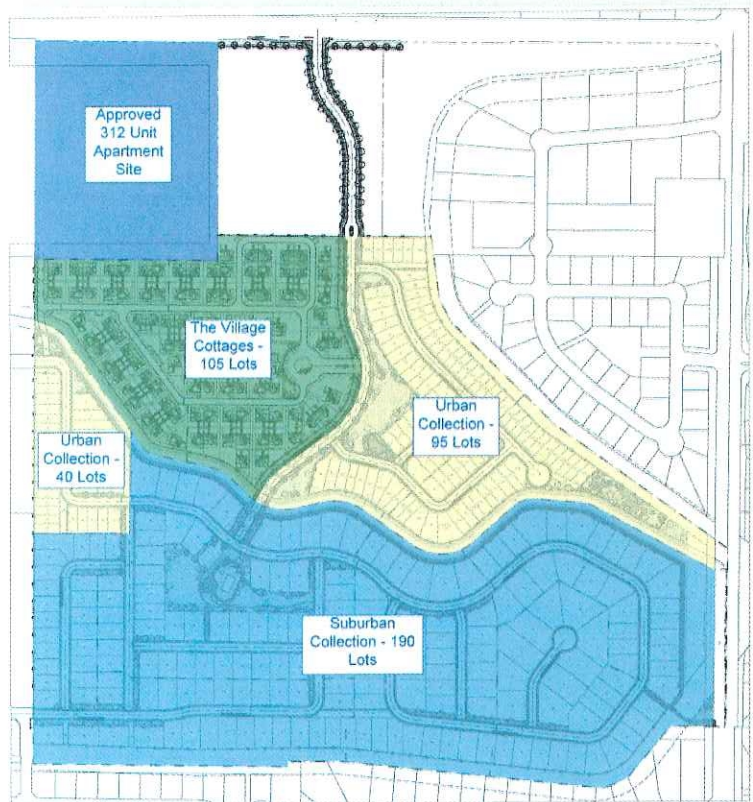 Approved
312 Unit
Apartment
Site
The Village
Cottages -
105 Lots
Urban
Collection -
95 Lots
Urban
Collection -
40 Lots
Suburban
Collection - 190
Lots